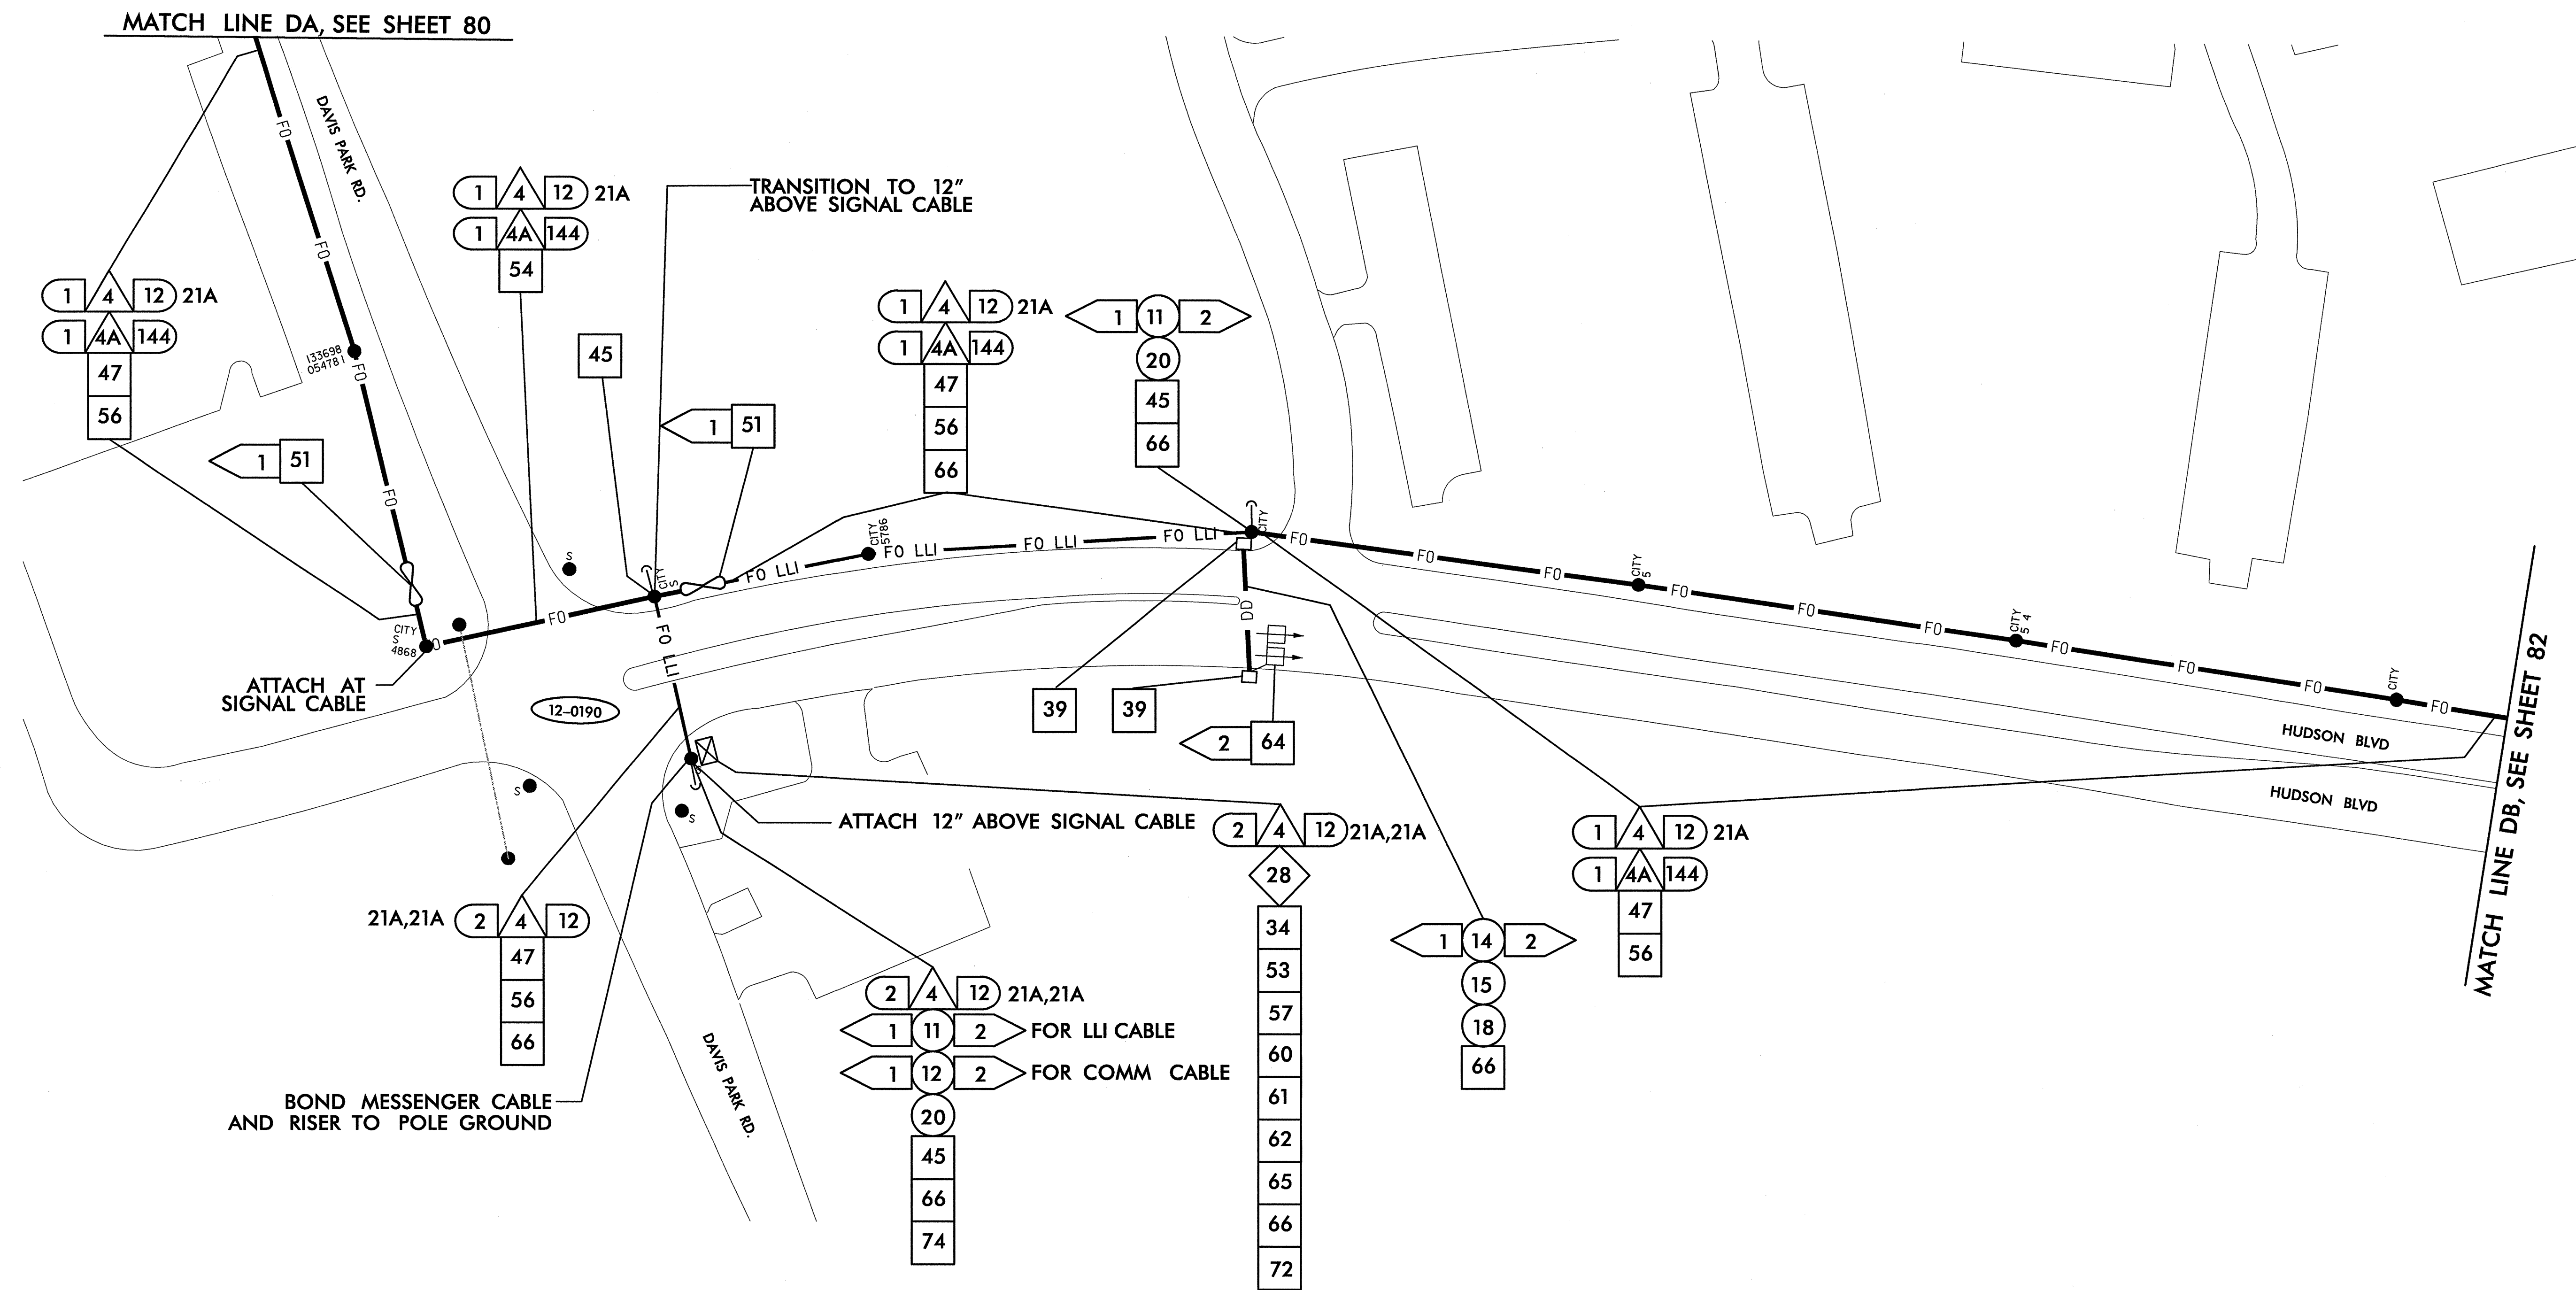 MATCH LINE DA, SEE SHEET 80
DAVIS PARK RD.
FO
FO
FO
FO
133698
054781
1 4 12 21A
1 4A 144
47
56
1 51
1 4 12 21A
1 4A 144
54
45
TRANSITION TO 12"
ABOVE SIGNAL CABLE
1 51
1 4 12 21A
1 4A 144
47
56
66
1 11 2
20
45
66
S
CITY
S
CITY
5786
CITY
FO LLI
FO LLI
FO LLI
FO LLI
FO
FO
FO
CITY
5
FO
FO
FO
CITY
5 4
FO
FO
FO
CITY
FO
CITY
S
4868
FO
FO LLI
DD
ATTACH AT
SIGNAL CABLE
12-0190
39
39
2 64
HUDSON BLVD
HUDSON BLVD
MATCH LINE DB, SEE SHEET 82
S
S
ATTACH 12" ABOVE SIGNAL CABLE
2 4 12 21A,21A
28
34
53
57
60
61
62
65
66
72
1 4 12 21A
1 4A 144
47
56
21A,21A 2 4 12
47
56
66
1 14 2
15
18
66
2 4 12 21A,21A
1 11 2 FOR LLI CABLE
1 12 2 FOR COMM CABLE
20
45
66
74
DAVIS PARK RD.
BOND MESSENGER CABLE
AND RISER TO POLE GROUND